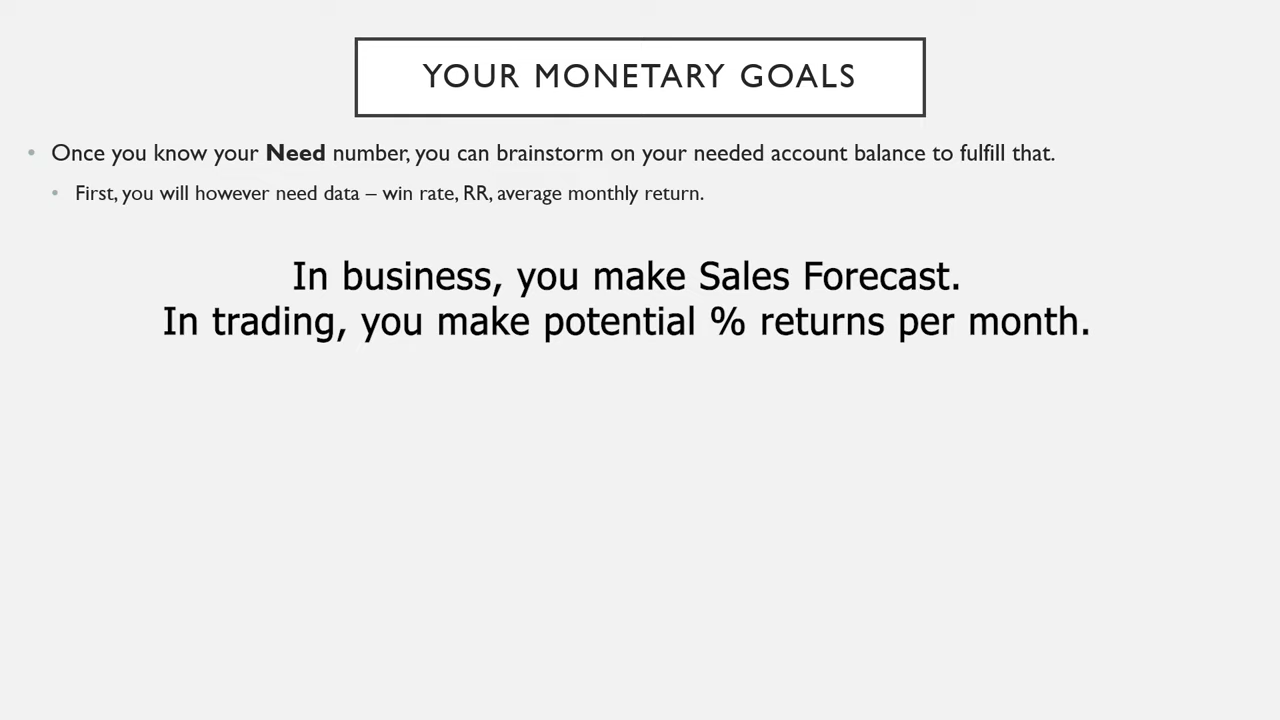 YOUR MONETARY GOALS
• Once you know your Need number, you can brainstorm on your needed account balance to fulfill that.
• First, you will however need data – win rate, RR, average monthly return.
In business, you make Sales Forecast.
In trading, you make potential % returns per month.